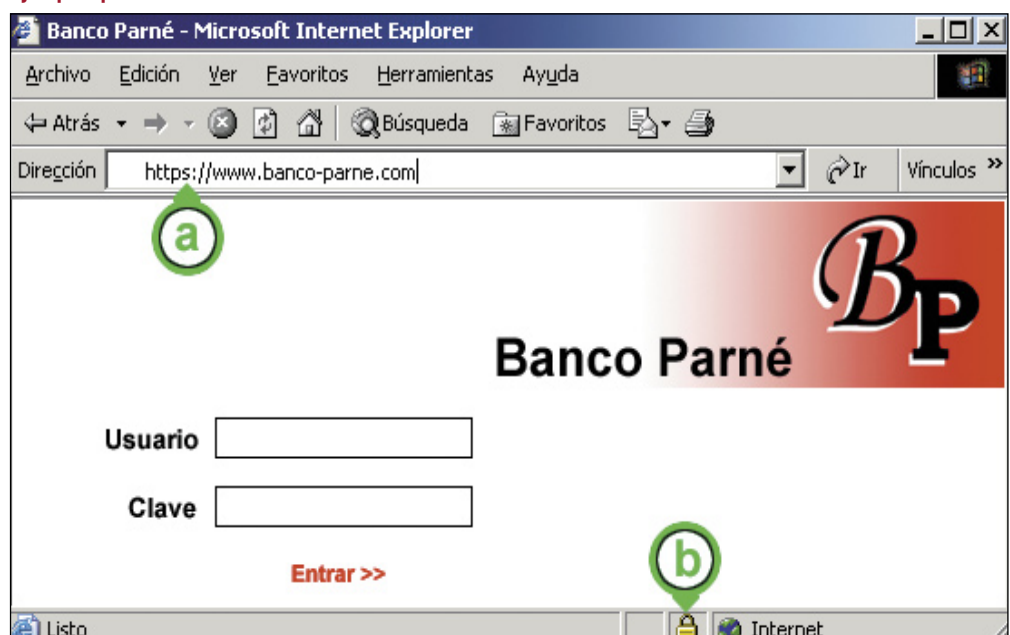 Banco Parné - Microsoft Internet Explorer
Archivo Edición Ver Favoritos Herramientas Ayuda
Atrás Búsqueda Favoritos
Dirección https://www.banco-parne.com Ir Vínculos »
a
BP
Banco Parné
Usuario
Clave
Entrar >>
b
Listo Internet